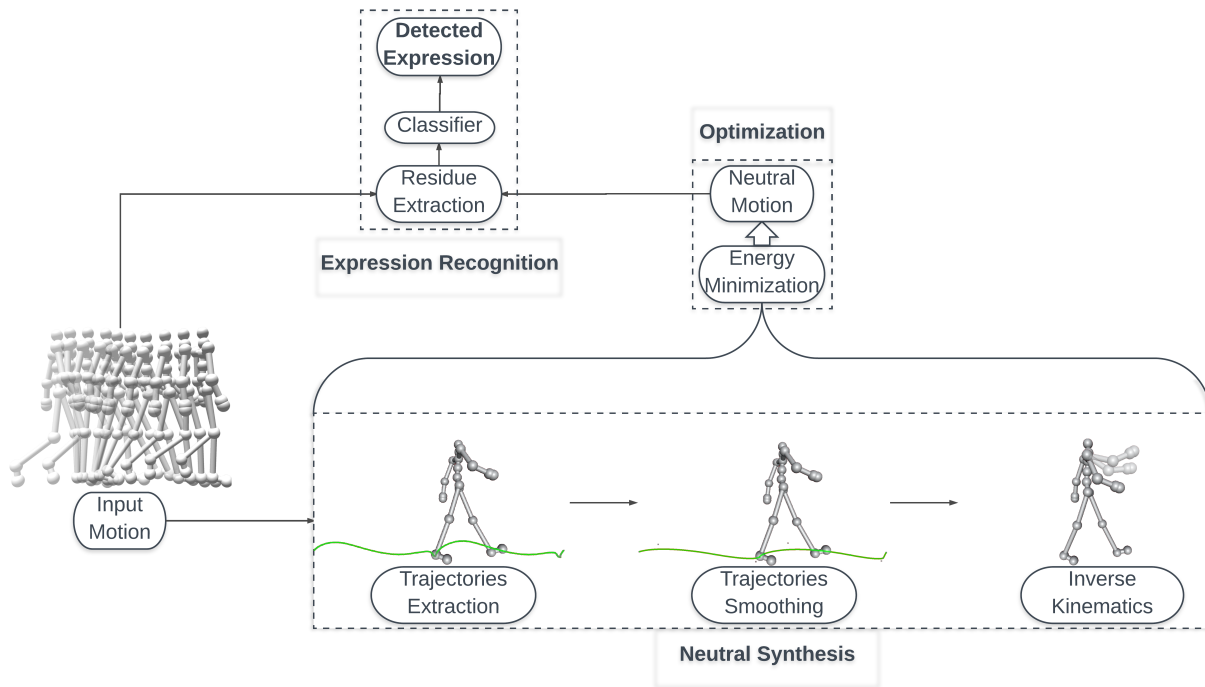 Detected
Expression
Classifier
Residue
Extraction
Expression Recognition
Optimization
Neutral
Motion
Energy
Minimization
Input
Motion
Trajectories
Extraction
Trajectories
Smoothing
Inverse
Kinematics
Neutral Synthesis